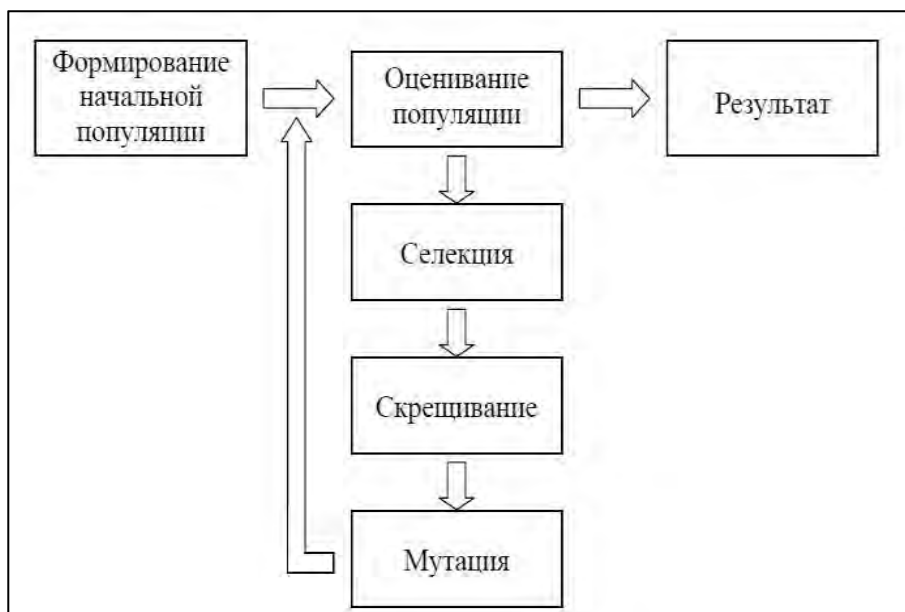 Формирование
начальной
популяции
Оценивание
популяции
Результат
Селекция
Скрещивание
Мутация